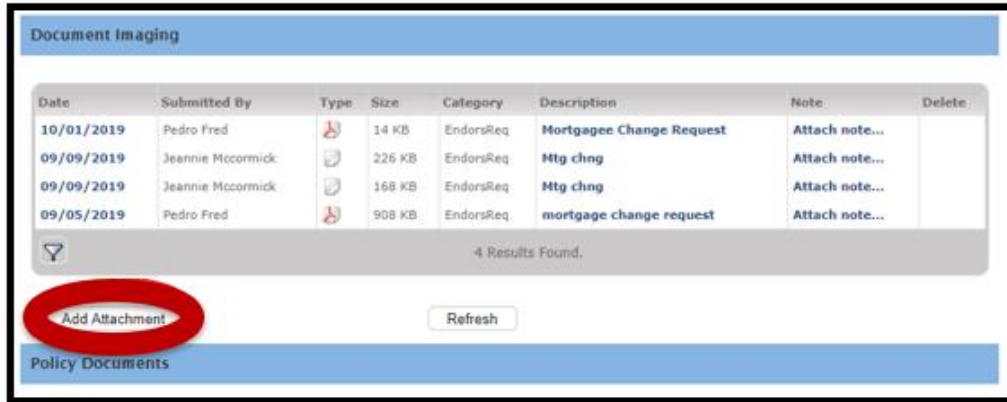 Document Imaging
Date Submitted By Type Size Category Description Note Delete
10/01/2019 Pedro Fred 14 KB EndorsReq Mortgagee Change Request Attach note...
09/09/2019 Jeannie Mccormick 226 KB EndorsReq Mtg chng Attach note...
09/09/2019 Jeannie Mccormick 168 KB EndorsReq Mtg chng Attach note...
09/05/2019 Pedro Fred 908 KB EndorsReq mortgage change request Attach note...
4 Results Found.
Add Attachment Refresh
Policy Documents